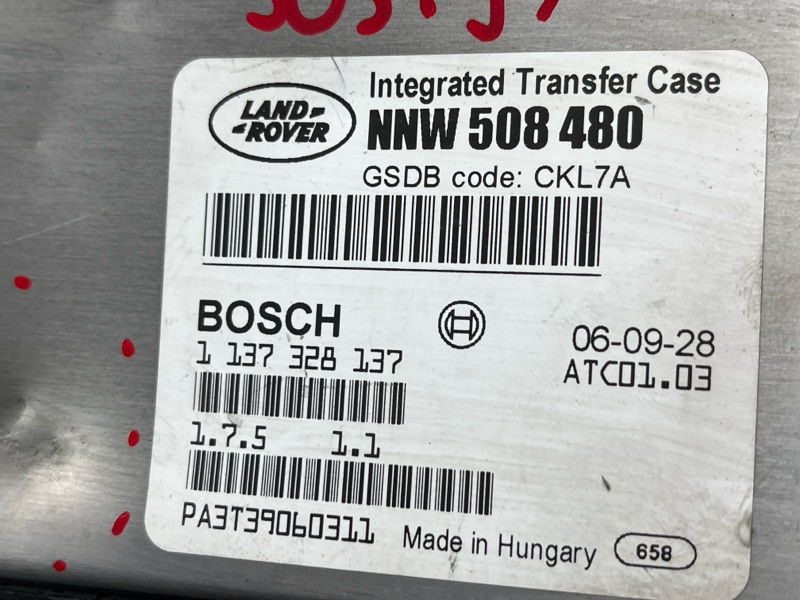 Integrated Transfer Case
LAND
ROVER
NNW 508 480
GSDB code: CKL7A
BOSCH
06-09-28
1 137 328 137
ATC01.03
1.7.5 1.1
PA3T39060311
Made in Hungary
658